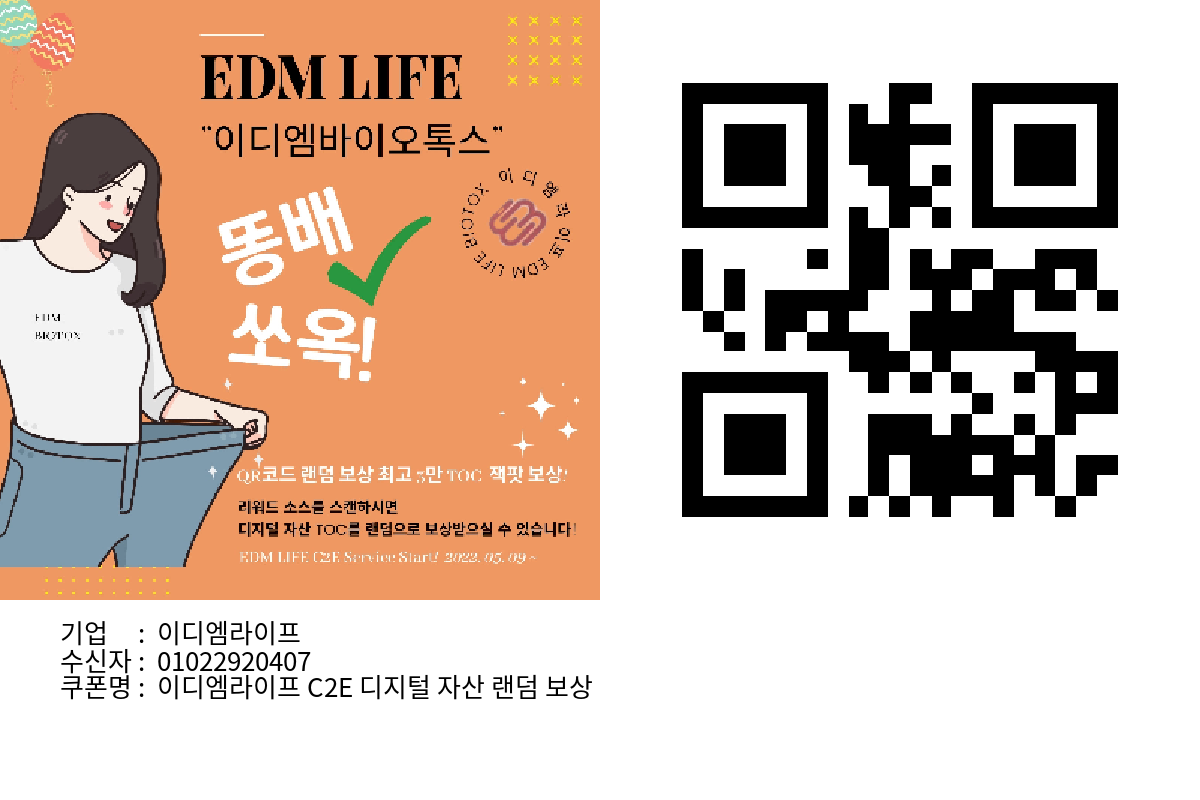 EDM LIFE
"이디엠바이오톡스"
똥배
쏘옥!
이디엠라이프 EDM LIFE BIOTOX
EDM
BIOTOX
QR코드 랜덤 보상 최고 5만 TOC 잭팟 보상!
리워드 소스를 스캔하시면
디지털 자산 TOC를 랜덤으로 보상받으실 수 있습니다!
EDM LIFE C2E Service Start! 2022. 05. 09 ~
기업 : 이디엠라이프
수신자 : 01022920407
쿠폰명 : 이디엠라이프 C2E 디지털 자산 랜덤 보상